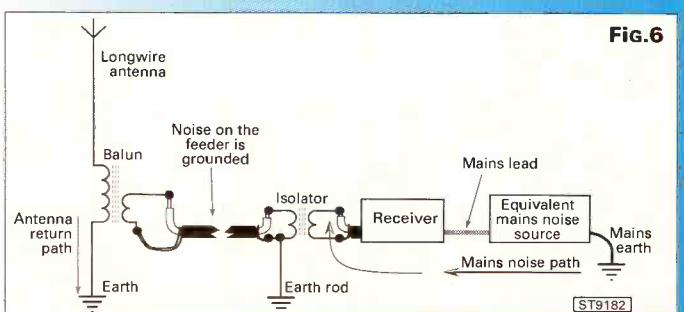 FIG.6
Longwire
antenna
Noise on the
feeder is
grounded
Balun
Mains lead
Isolator
Receiver
Equivalent
mains noise
source
Mains
earth
Antenna
return
path
Mains noise path
Earth
Earth rod
ST9182